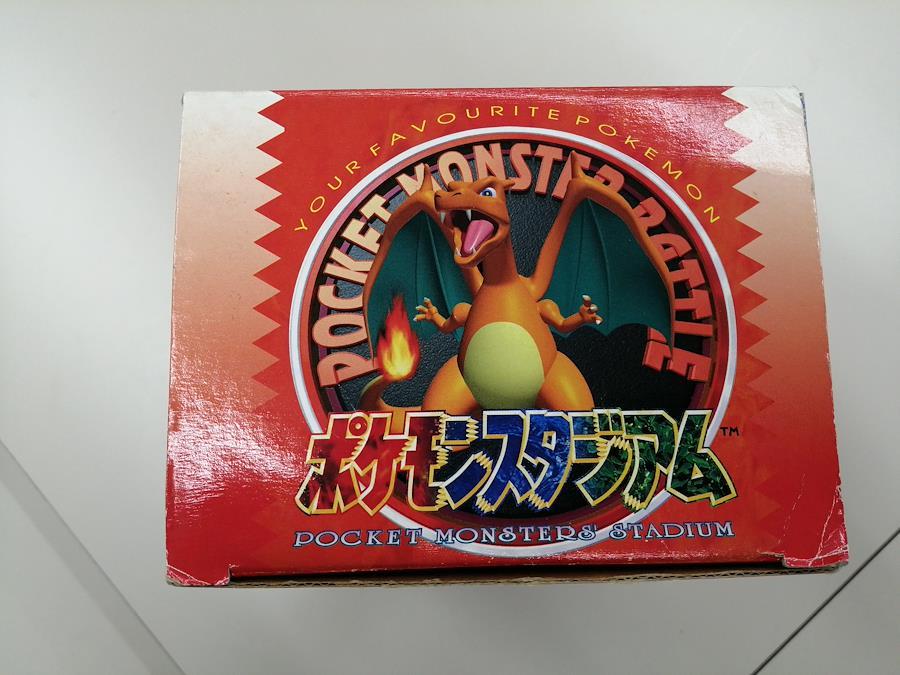 YOUR FAVOURITE POKEMON
POCKET MONSTER BATTLE
ポケモンスタジアム™
POCKET MONSTERS STADIUM